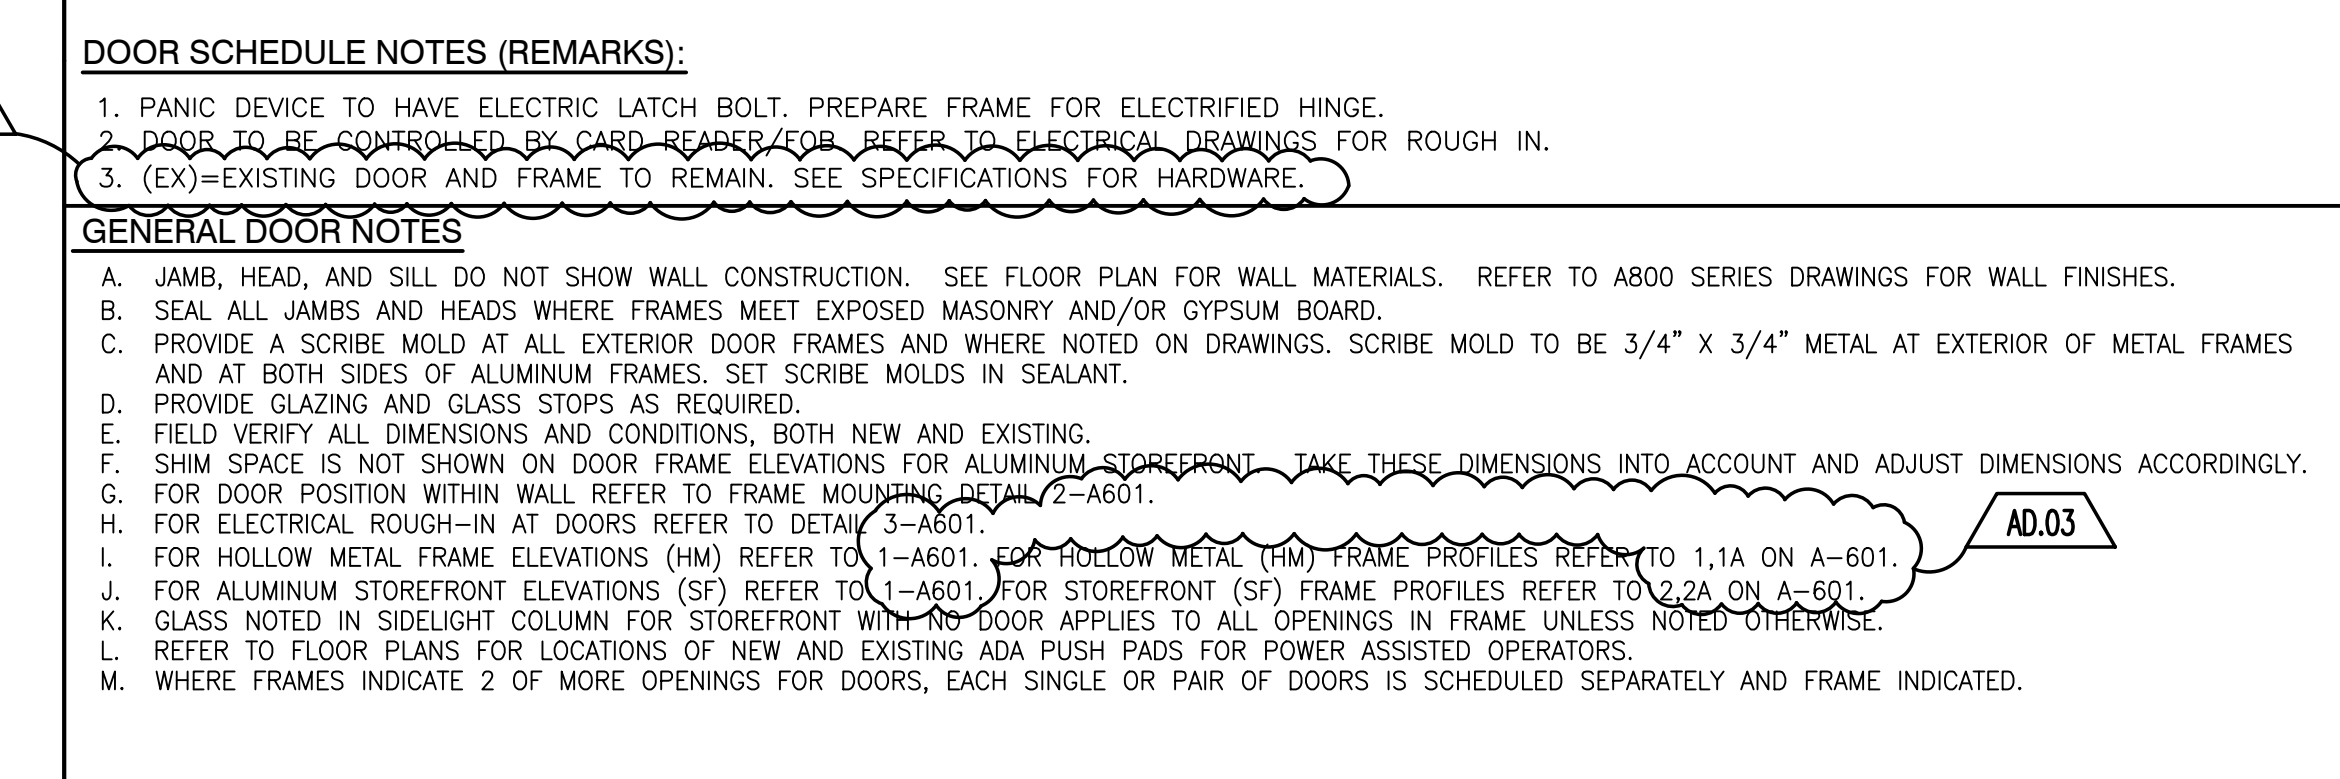 DOOR SCHEDULE NOTES (REMARKS):
1. PANIC DEVICE TO HAVE ELECTRIC LATCH BOLT. PREPARE FRAME FOR ELECTRIFIED HINGE.
2. DOOR TO BE CONTROLLED BY CARD READER/FOB. REFER TO ELECTRICAL DRAWINGS FOR ROUGH IN.
3. (EX)=EXISTING DOOR AND FRAME TO REMAIN. SEE SPECIFICATIONS FOR HARDWARE.
GENERAL DOOR NOTES
A. JAMB, HEAD, AND SILL DO NOT SHOW WALL CONSTRUCTION. SEE FLOOR PLAN FOR WALL MATERIALS. REFER TO A800 SERIES DRAWINGS FOR WALL FINISHES.
B. SEAL ALL JAMBS AND HEADS WHERE FRAMES MEET EXPOSED MASONRY AND/OR GYPSUM BOARD.
C. PROVIDE A SCRIBE MOLD AT ALL EXTERIOR DOOR FRAMES AND WHERE NOTED ON DRAWINGS. SCRIBE MOLD TO BE 3/4" X 3/4" METAL AT EXTERIOR OF METAL FRAMES
AND AT BOTH SIDES OF ALUMINUM FRAMES. SET SCRIBE MOLDS IN SEALANT.
D. PROVIDE GLAZING AND GLASS STOPS AS REQUIRED.
E. FIELD VERIFY ALL DIMENSIONS AND CONDITIONS, BOTH NEW AND EXISTING.
F. SHIM SPACE IS NOT SHOWN ON DOOR FRAME ELEVATIONS FOR ALUMINUM STOREFRONT. TAKE THESE DIMENSIONS INTO ACCOUNT AND ADJUST DIMENSIONS ACCORDINGLY.
G. FOR DOOR POSITION WITHIN WALL REFER TO FRAME MOUNTING DETAIL 2-A601.
H. FOR ELECTRICAL ROUGH-IN AT DOORS REFER TO DETAIL 3-A601.
I. FOR HOLLOW METAL FRAME ELEVATIONS (HM) REFER TO 1-A601. FOR HOLLOW METAL (HM) FRAME PROFILES REFER TO 1,1A ON A-601.
J. FOR ALUMINUM STOREFRONT ELEVATIONS (SF) REFER TO 1-A601. FOR STOREFRONT (SF) FRAME PROFILES REFER TO 2,2A ON A-601.
K. GLASS NOTED IN SIDELIGHT COLUMN FOR STOREFRONT WITH NO DOOR APPLIES TO ALL OPENINGS IN FRAME UNLESS NOTED OTHERWISE.
L. REFER TO FLOOR PLANS FOR LOCATIONS OF NEW AND EXISTING ADA PUSH PADS FOR POWER ASSISTED OPERATORS.
M. WHERE FRAMES INDICATE 2 OF MORE OPENINGS FOR DOORS, EACH SINGLE OR PAIR OF DOORS IS SCHEDULED SEPARATELY AND FRAME INDICATED.
AD.03